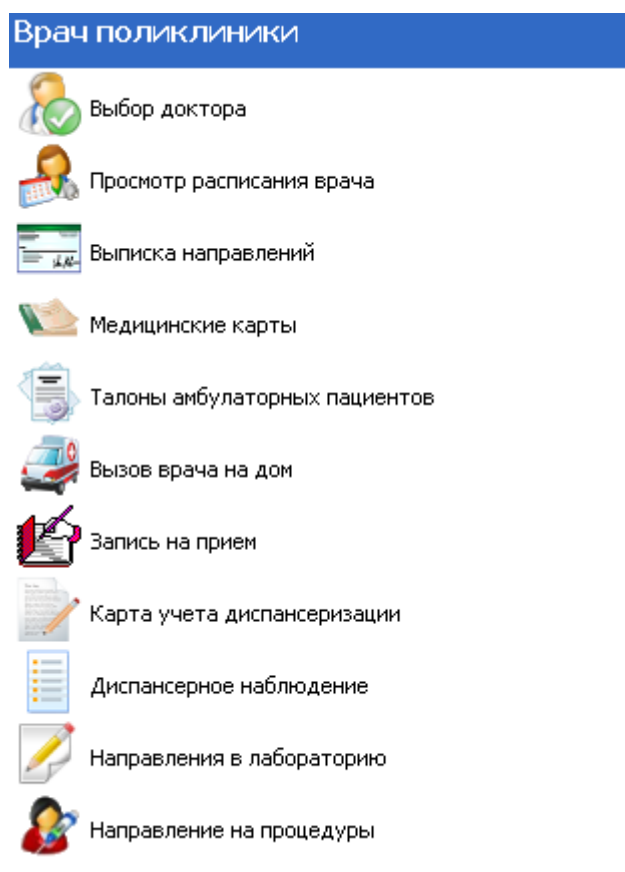 Врач поликлиники
Выбор доктора
Просмотр расписания врача
Выписка направлений
Медицинские карты
Талоны амбулаторных пациентов
Вызов врача на дом
Запись на прием
Карта учета диспансеризации
Диспансерное наблюдение
Направления в лабораторию
Направление на процедуры